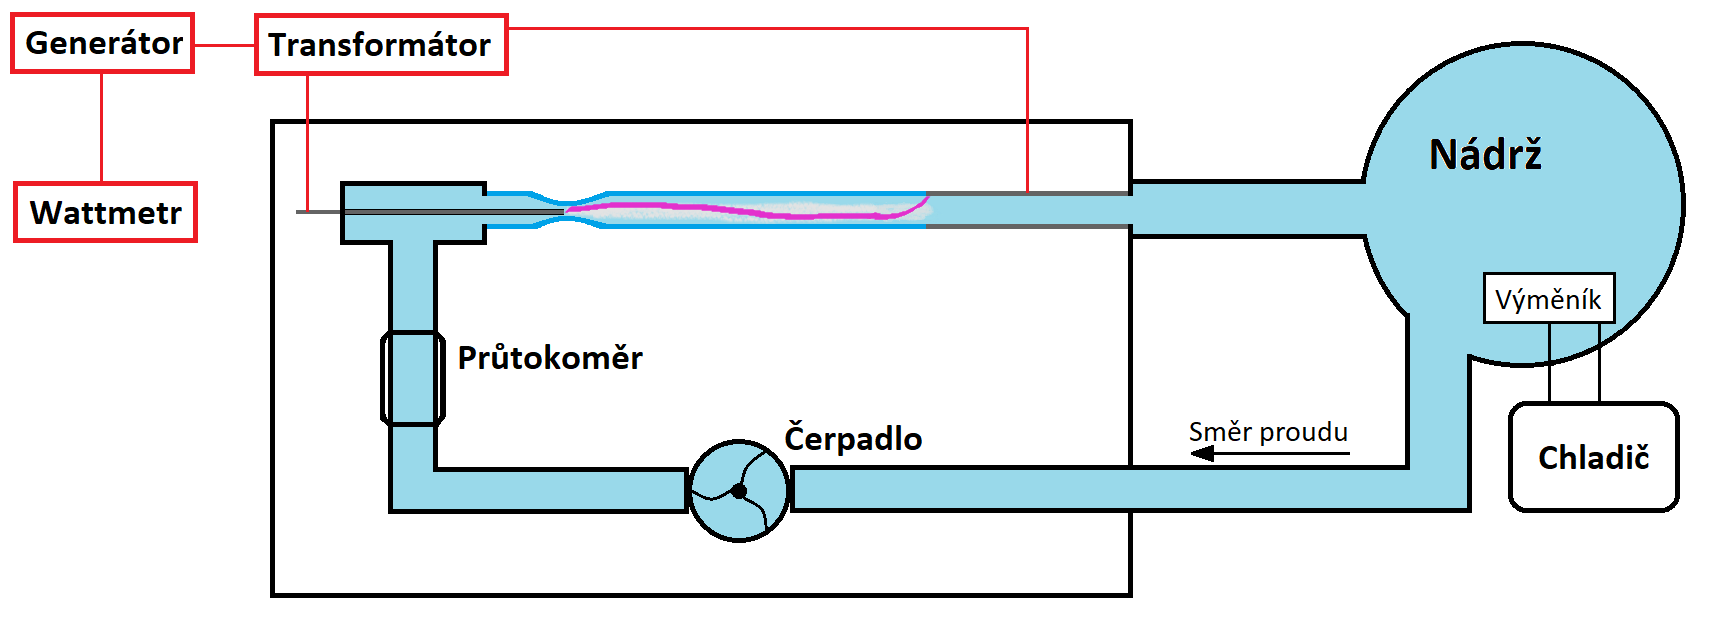 Generátor
Transformátor
Wattmetr
Nádrž
Výměník
Průtokoměr
Čerpadlo
Směr proudu
Chladič